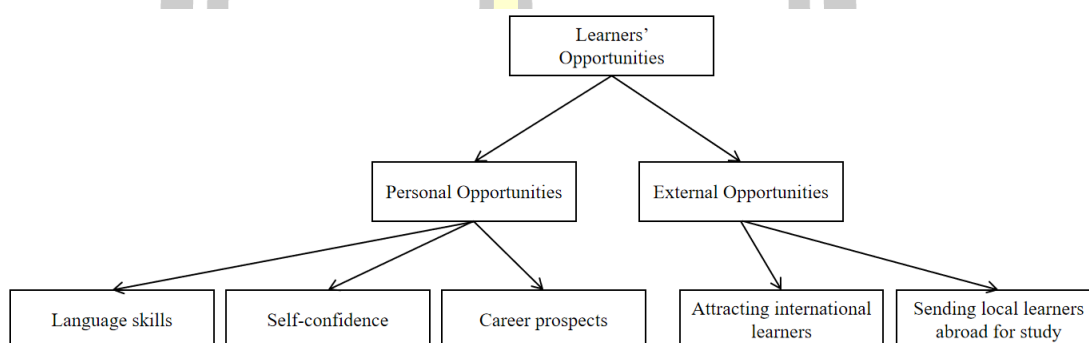 Learners’
Opportunities
Personal Opportunities
External Opportunities
Language skills
Self-confidence
Career prospects
Attracting international
learners
Sending local learners
abroad for study